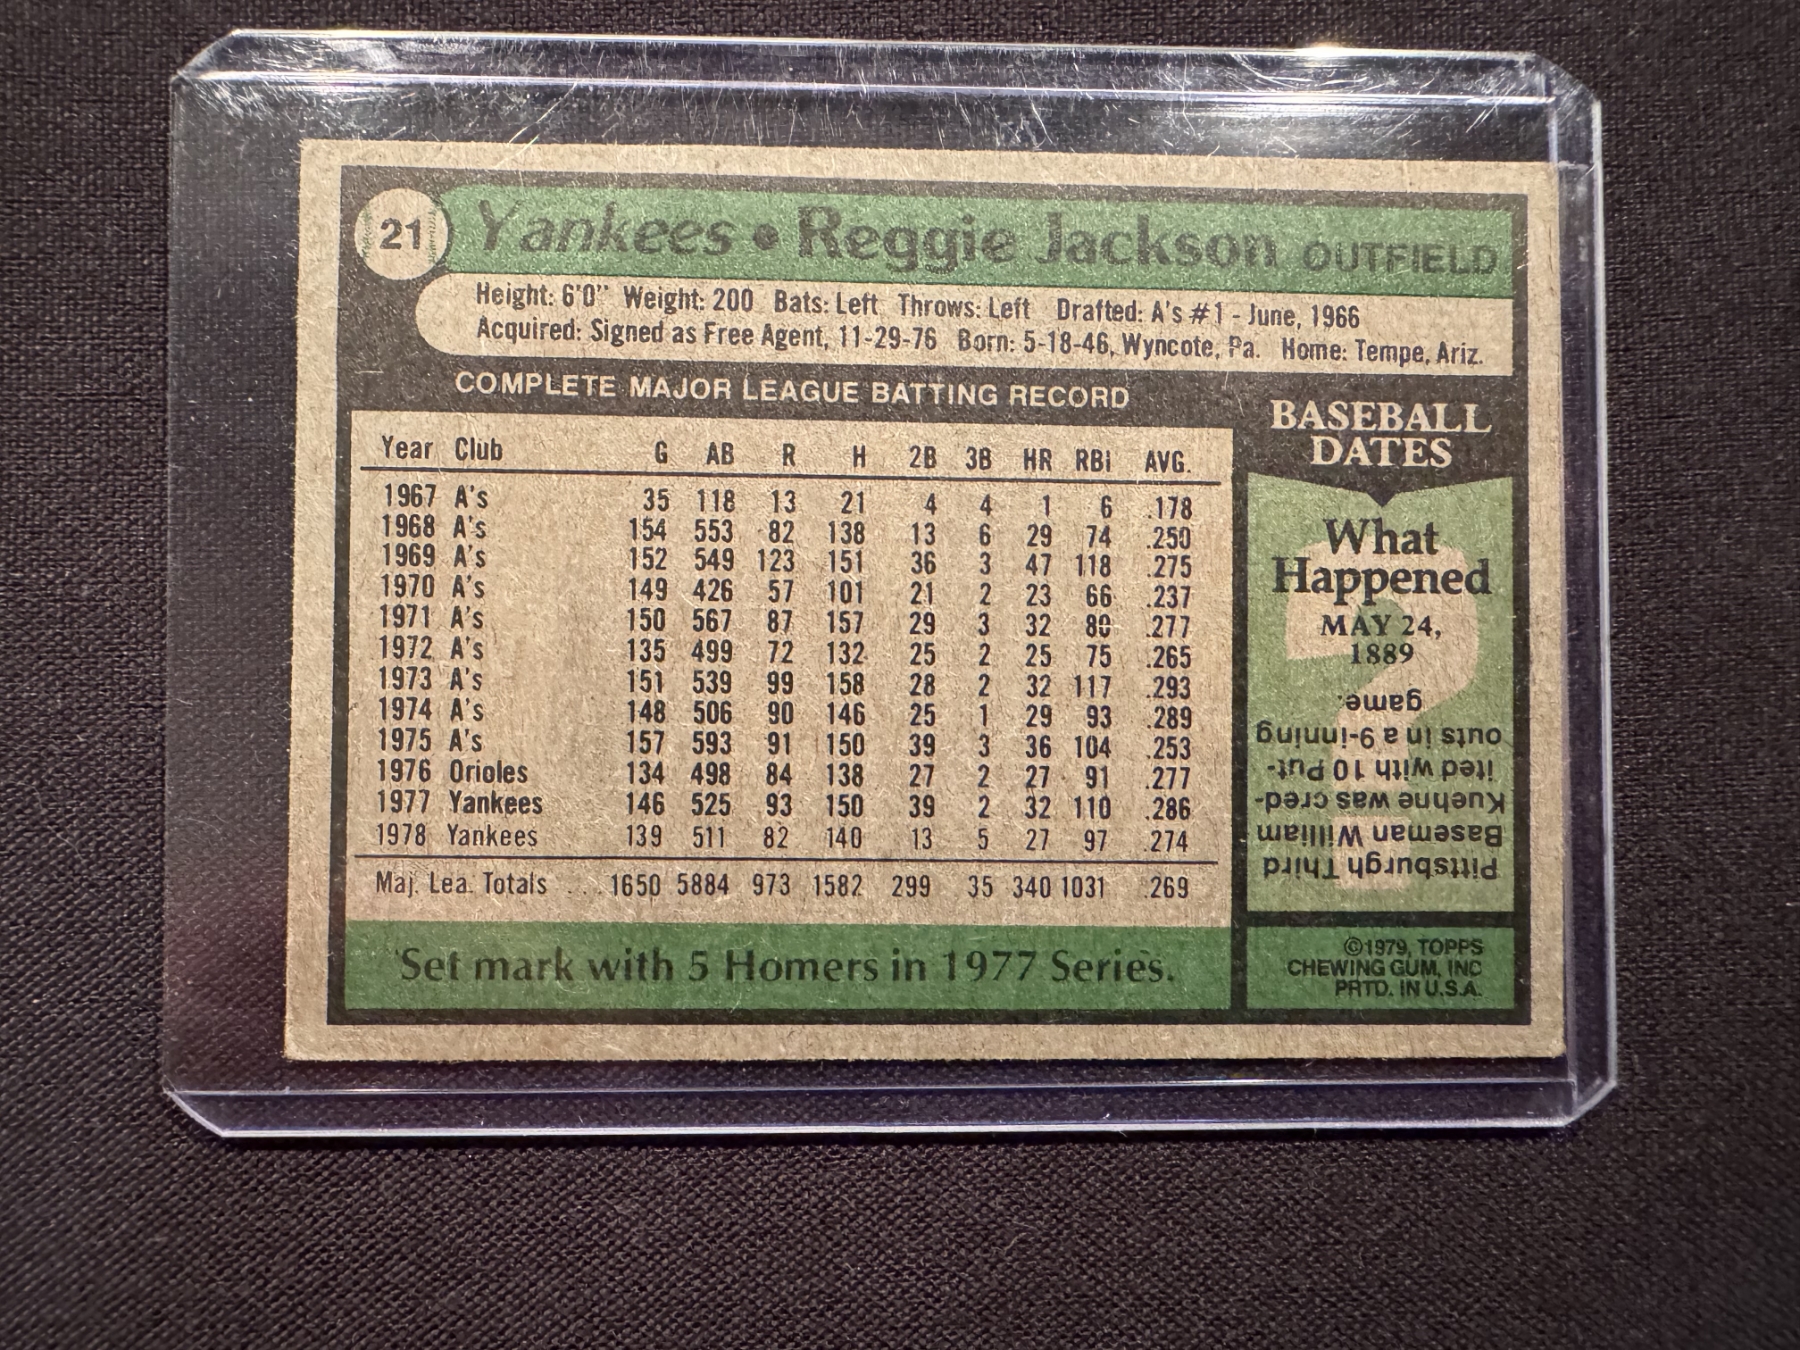 21
Yankees • Reggie Jackson OUTFIELD
Height: 6'0" Weight: 200 Bats: Left Throws: Left Drafted: A's #1 - June, 1966
Acquired: Signed as Free Agent, 11-29-76 Born: 5-18-46, Wyncote, Pa. Home: Tempe, Ariz.
COMPLETE MAJOR LEAGUE BATTING RECORD
Year Club G AB R H 2B 3B HR RBI AVG.
1967 A's 35 118 13 21 4 4 1 6 .178
1968 A's 154 553 82 138 13 6 29 74 .250
1969 A's 152 549 123 151 36 3 47 118 .275
1970 A's 149 426 57 101 21 2 23 66 .237
1971 A's 150 567 87 157 29 3 32 80 .277
1972 A's 135 499 72 132 25 2 25 75 .265
1973 A's 151 539 99 158 28 2 32 117 .293
1974 A's 148 506 90 146 25 1 29 93 .289
1975 A's 157 593 91 150 39 3 36 104 .253
1976 Orioles 134 498 84 138 27 2 27 91 .277
1977 Yankees 146 525 93 150 39 2 32 110 .286
1978 Yankees 139 511 82 140 13 5 27 97 .274
Maj. Lea. Totals ... 1650 5884 973 1582 299 35 340 1031 .269
Set mark with 5 Homers in 1977 Series.
BASEBALL
DATES
What
Happened
MAY 24,
1889
Pittsburgh Third
Baseman William
Kuehne was cred-
ited with 10 Put-
outs in a 9-inning
game.
©1979, TOPPS
CHEWING GUM, INC
PRTD. IN U.S.A.